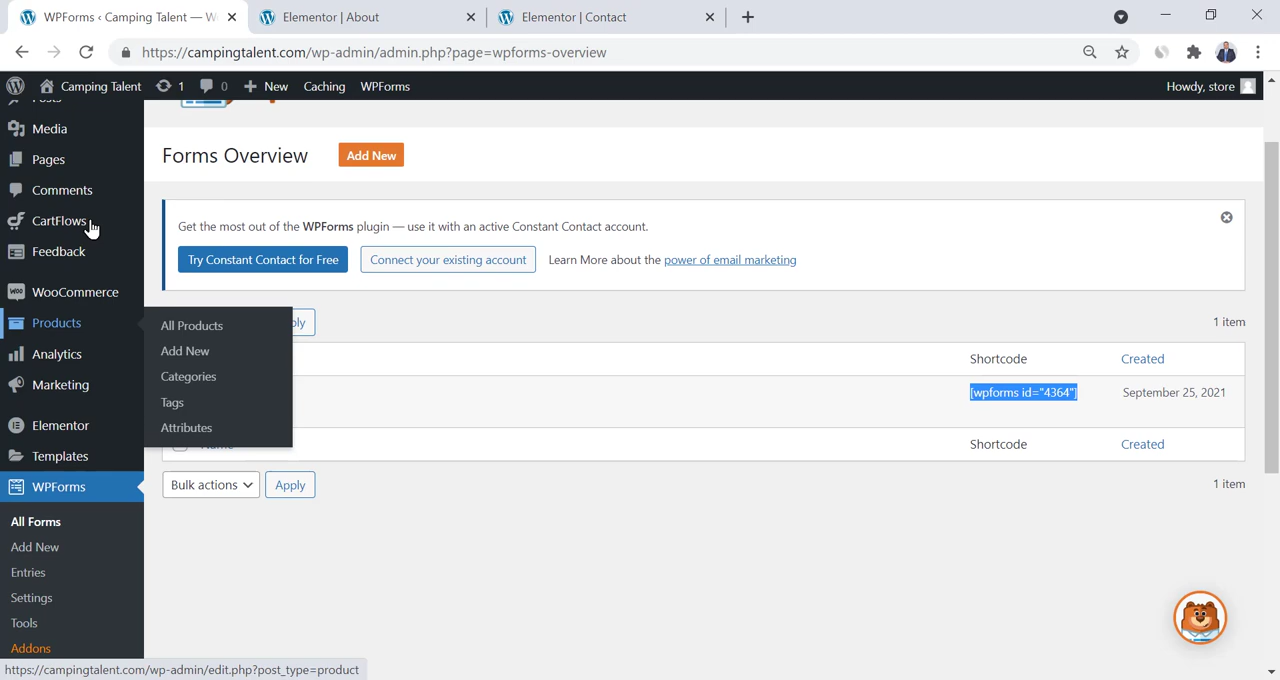 WPForms ‹ Camping Talent — W
Elementor | About
Elementor | Contact
https://campingtalent.com/wp-admin/admin.php?page=wpforms-overview
Camping Talent
1
0
New
Caching
WPForms
Howdy, store
Posts
Media
Pages
Comments
CartFlows
Feedback
WooCommerce
Products
Analytics
Marketing
Elementor
Templates
WPForms
All Forms
Add New
Entries
Settings
Tools
Addons
All Products
Add New
Categories
Tags
Attributes
Forms Overview
Add New
Get the most out of the WPForms plugin — use it with an active Constant Contact account.
Try Constant Contact for Free
Connect your existing account
Learn More about the power of email marketing
ply
1 item
Shortcode
Created
[wpforms id="4364"]
September 25, 2021
Name
Shortcode
Created
Bulk actions
Apply
1 item
https://campingtalent.com/wp-admin/edit.php?post_type=product